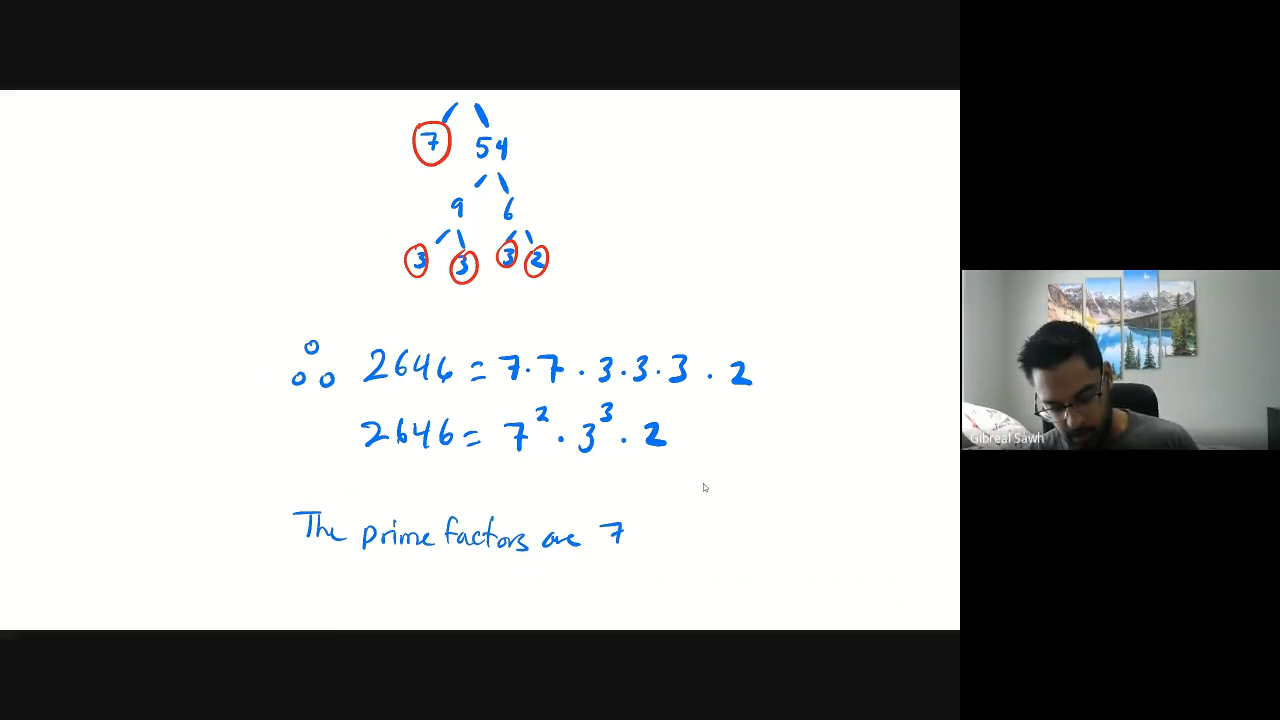 7 54
9 6
3 3 3 2
∴ 2646 = 7·7·3·3·3·2
2646 = 7²·3³·2
The prime factors are 7
Gibreal Sawh